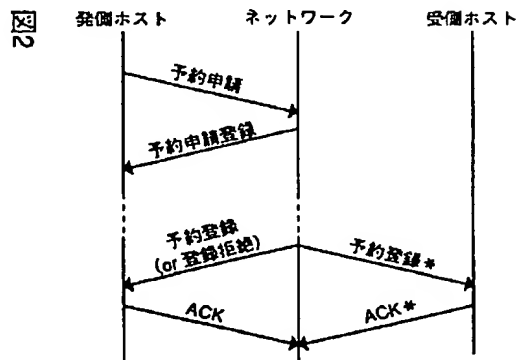 図2
発側ホスト
ネットワーク
受側ホスト
予約申請
予約申請登録
予約登録
(or 登録拒絶)
予約登録*
ACK
ACK*